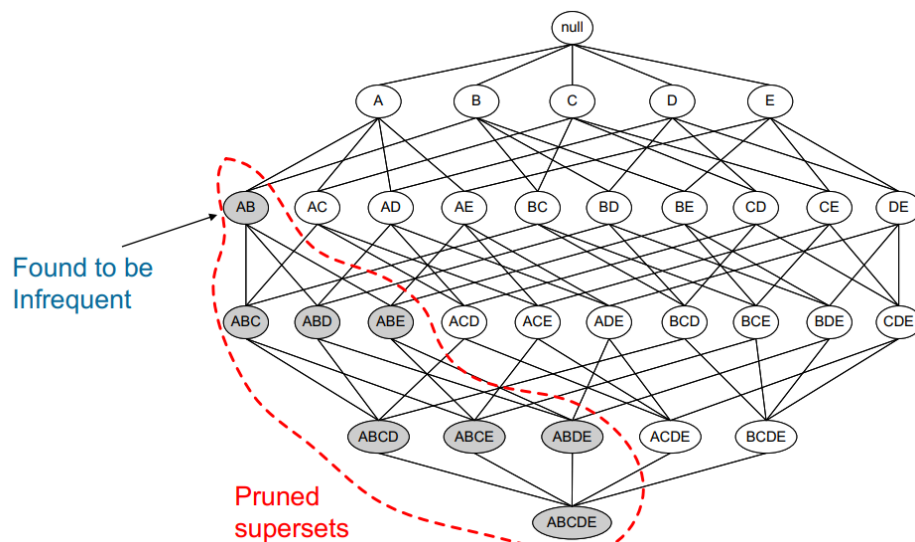 null
A B C D E
AB AC AD AE BC BD BE CD CE DE
Found to be
Infrequent
ABC ABD ABE ACD ACE ADE BCD BCE BDE CDE
ABCD ABCE ABDE ACDE BCDE
Pruned
supersets
ABCDE